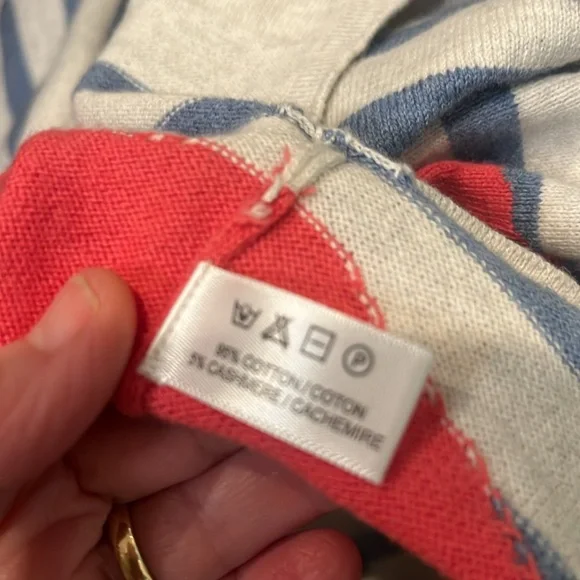 P
95% COTTON / COTON
5% CASHMERE / CACHEMIRE